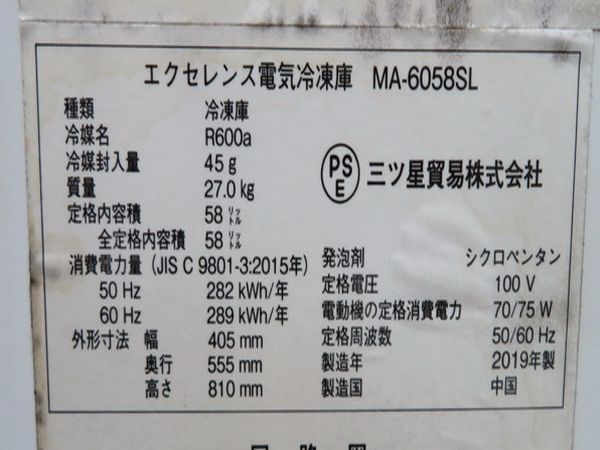 エクセレンス電気冷凍庫 MA-6058SL
種類 冷凍庫
冷媒名 R600a
冷媒封入量 45 g
質量 27.0 kg
定格内容積 58 リットル
全定格内容積 58 リットル
消費電力量 (JIS C 9801-3:2015年)
50 Hz 282 kWh/年
60 Hz 289 kWh/年
外形寸法 幅 405 mm
奥行 555 mm
高さ 810 mm
PSE 三ツ星貿易株式会社
発泡剤 シクロペンタン
定格電圧 100 V
電動機の定格消費電力 70/75 W
定格周波数 50/60 Hz
製造年 2019年製
製造国 中国